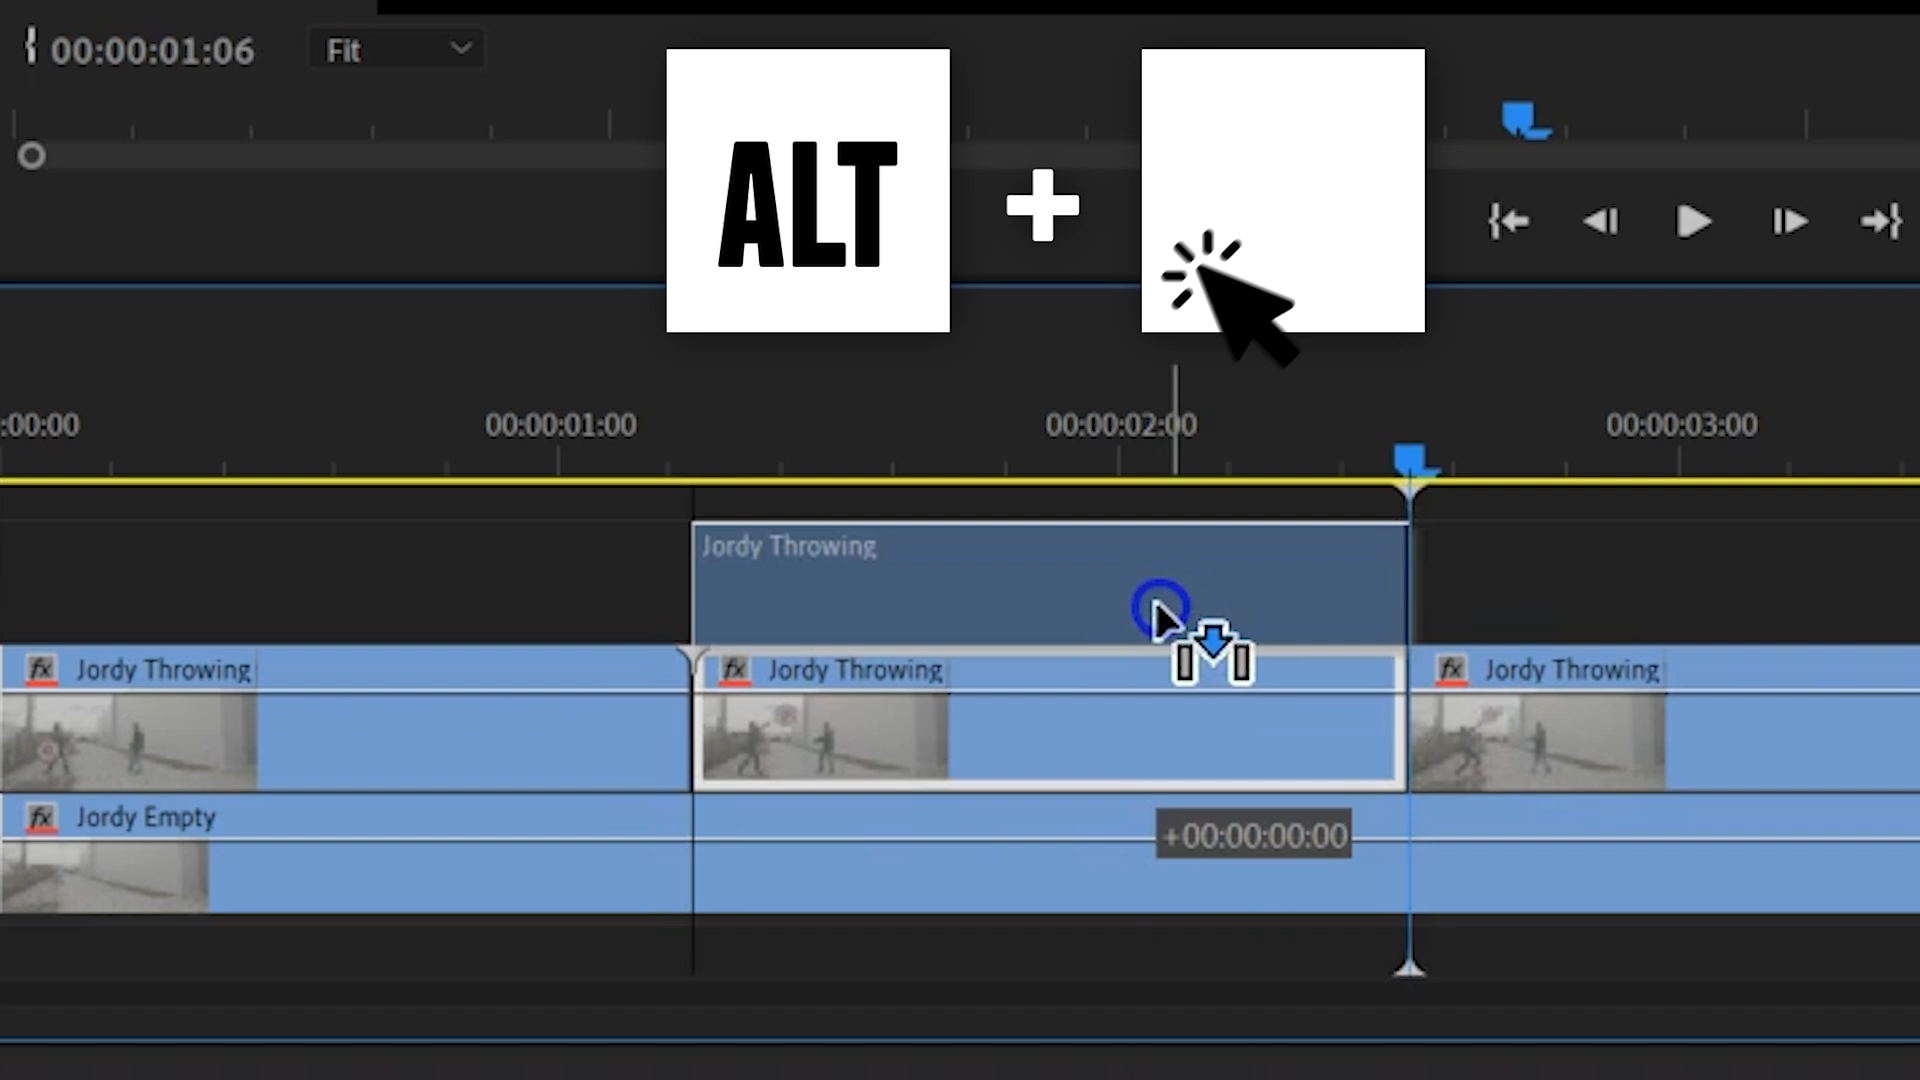 00:00:01:06 Fit
ALT +
:00:00 00:00:01:00 00:00:02:00 00:00:03:00
Jordy Throwing
fx Jordy Throwing fx Jordy Throwing fx Jordy Throwing
fx Jordy Empty
+00:00:00:00